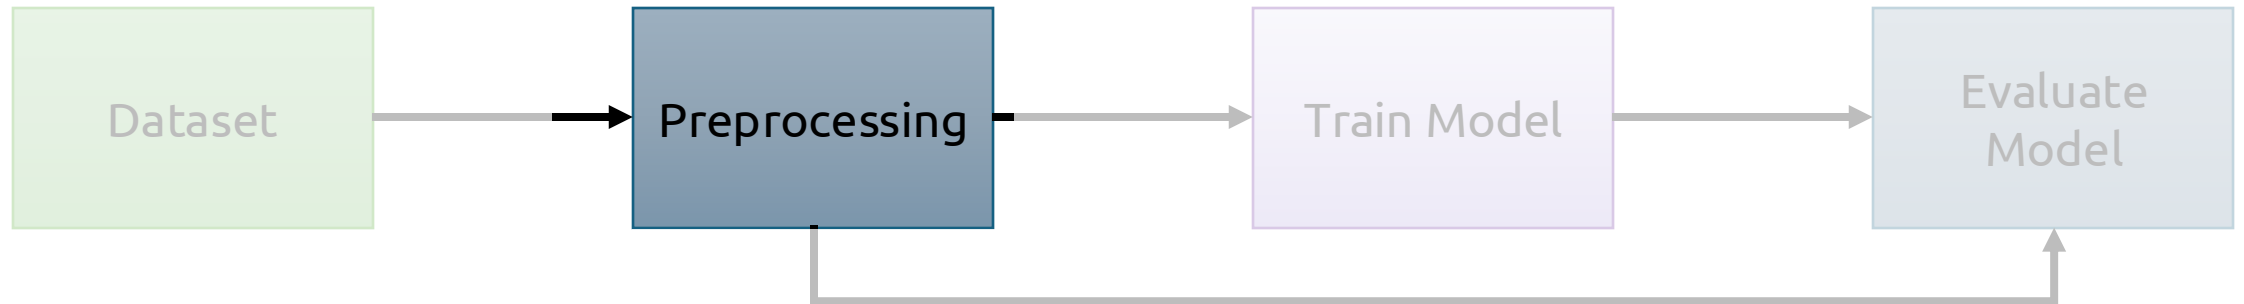 Dataset
Preprocessing
Train Model
Evaluate
Model